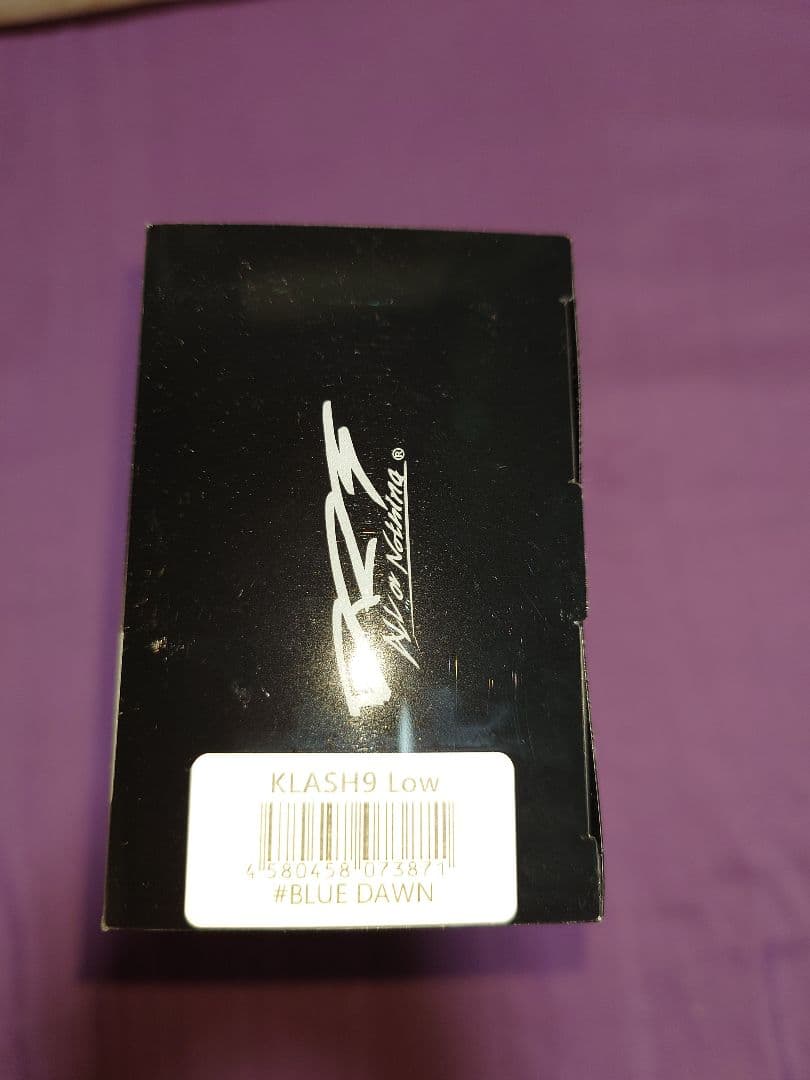 DRT
All or Nothing®
KLASH9 Low
4 580458 073871
#BLUE DAWN